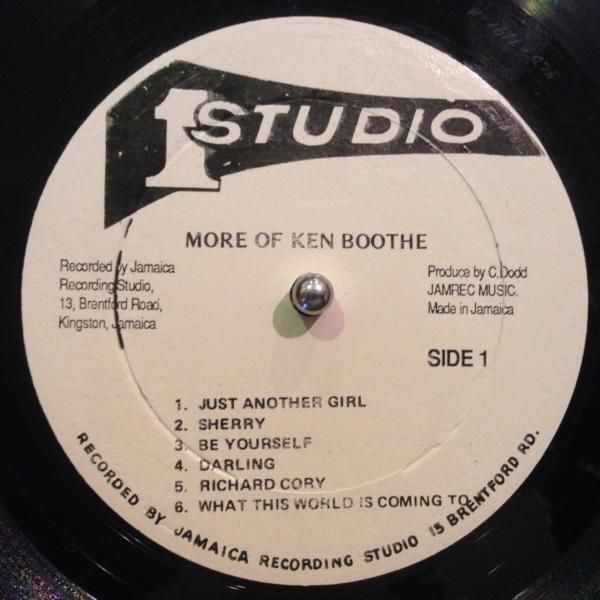 1 STUDIO
MORE OF KEN BOOTHE
Recorded by Jamaica
Recording Studio,
13, Brentford Road,
Kingston, Jamaica
Produce by C.Dodd
JAMREC MUSIC.
Made in Jamaica
SIDE 1
1. JUST ANOTHER GIRL
2. SHERRY
3. BE YOURSELF
4. DARLING
5. RICHARD CORY
6. WHAT THIS WORLD IS COMING TO
RECORDED BY JAMAICA RECORDING STUDIO 13 BRENTFORD RD.